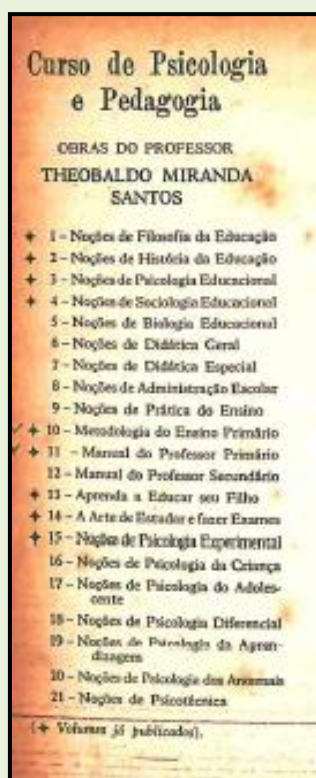 Curso de Psicologia
e Pedagogia
OBRAS DO PROFESSOR
THEOBALDO MIRANDA
SANTOS
✦ 1 – Noções de Filosofia da Educação
✦ 2 – Noções de História da Educação
✦ 3 – Noções de Psicologia Educacional
✦ 4 – Noções de Sociologia Educacional
5 – Noções de Biologia Educacional
6 – Noções de Didática Geral
7 – Noções de Didática Especial
8 – Noções de Administração Escolar
9 – Noções de Prática do Ensino
✦ 10 – Metodologia do Ensino Primário
✦ 11 – Manual do Professor Primário
12 – Manual do Professor Secundário
✦ 13 – Aprenda a Educar seu Filho
✦ 14 – A Arte de Estudar e fazer Exames
✦ 15 – Noções de Psicologia Experimental
16 – Noções de Psicologia da Criança
17 – Noções de Psicologia do Adoles-
cente
18 – Noções de Psicologia Diferencial
19 – Noções de Psicologia da Apren-
dizagem
20 – Noções de Psicologia dos Anormais
21 – Noções de Psicotécnica
(✦ Volumes já publicados).